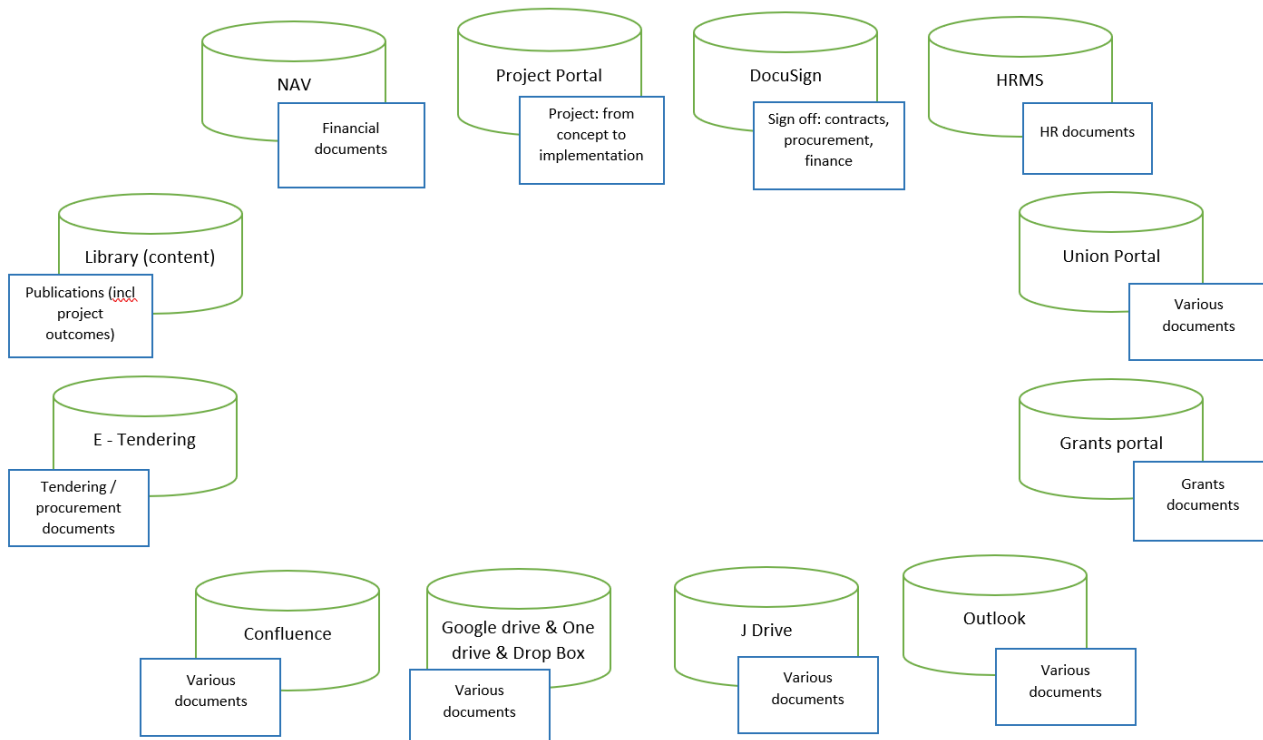 NAV
Financial
documents
Project Portal
Project: from
concept to
implementation
DocuSign
Sign off: contracts,
procurement,
finance
HRMS
HR documents
Library (content)
Publications (incl
project
outcomes)
Union Portal
Various
documents
E - Tendering
Tendering /
procurement
documents
Grants portal
Grants
documents
Confluence
Various
documents
Google drive & One
drive & Drop Box
Various
documents
J Drive
Various
documents
Outlook
Various
documents